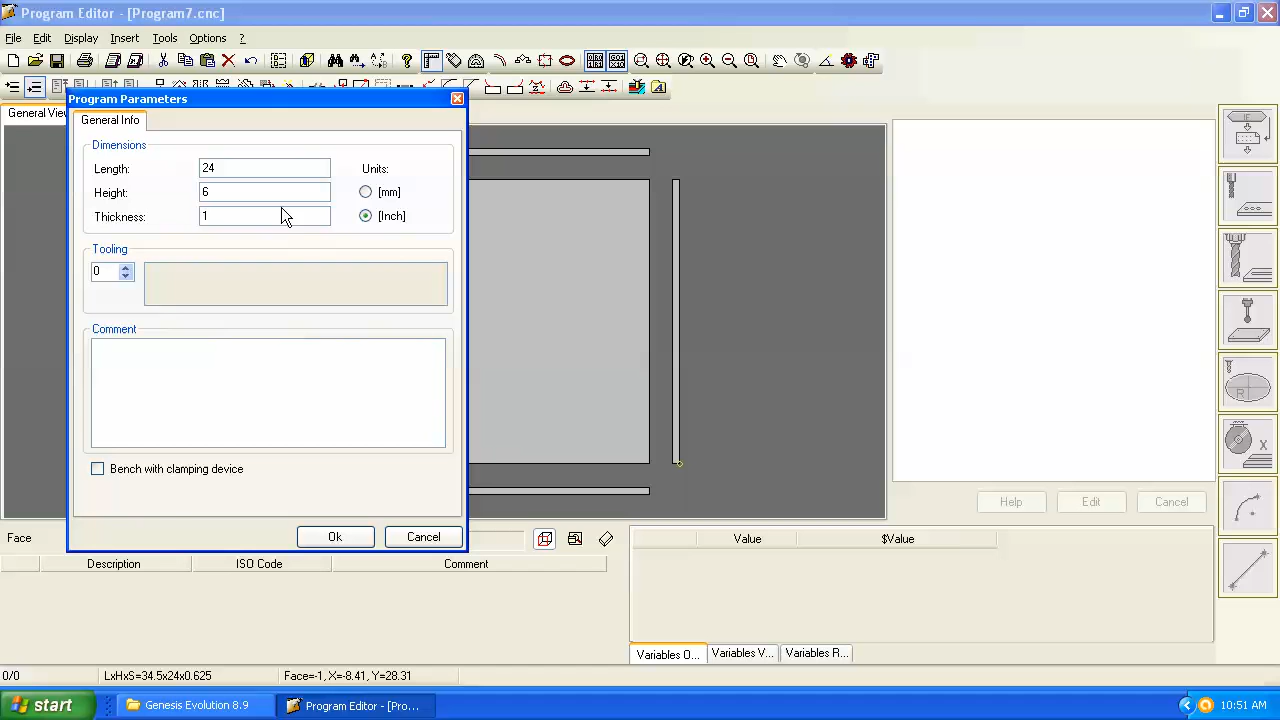 Program Editor - [Program7.cnc]
File Edit Display Insert Tools Options ?
General View
Program Parameters
General Info
Dimensions
Length: 24 Units:
Height: 6 [mm]
Thickness: 1 [Inch]
Tooling
0
Comment
Bench with clamping device
Ok Cancel
Help Edit Cancel
Face
Value $Value
Description ISO Code Comment
Variables O... Variables V... Variables R...
0/0 LxHxS=34.5x24x0.625 Face=-1, X=-8.41, Y=28.31
start Genesis Evolution 8.9 Program Editor - [Pro... 10:51 AM